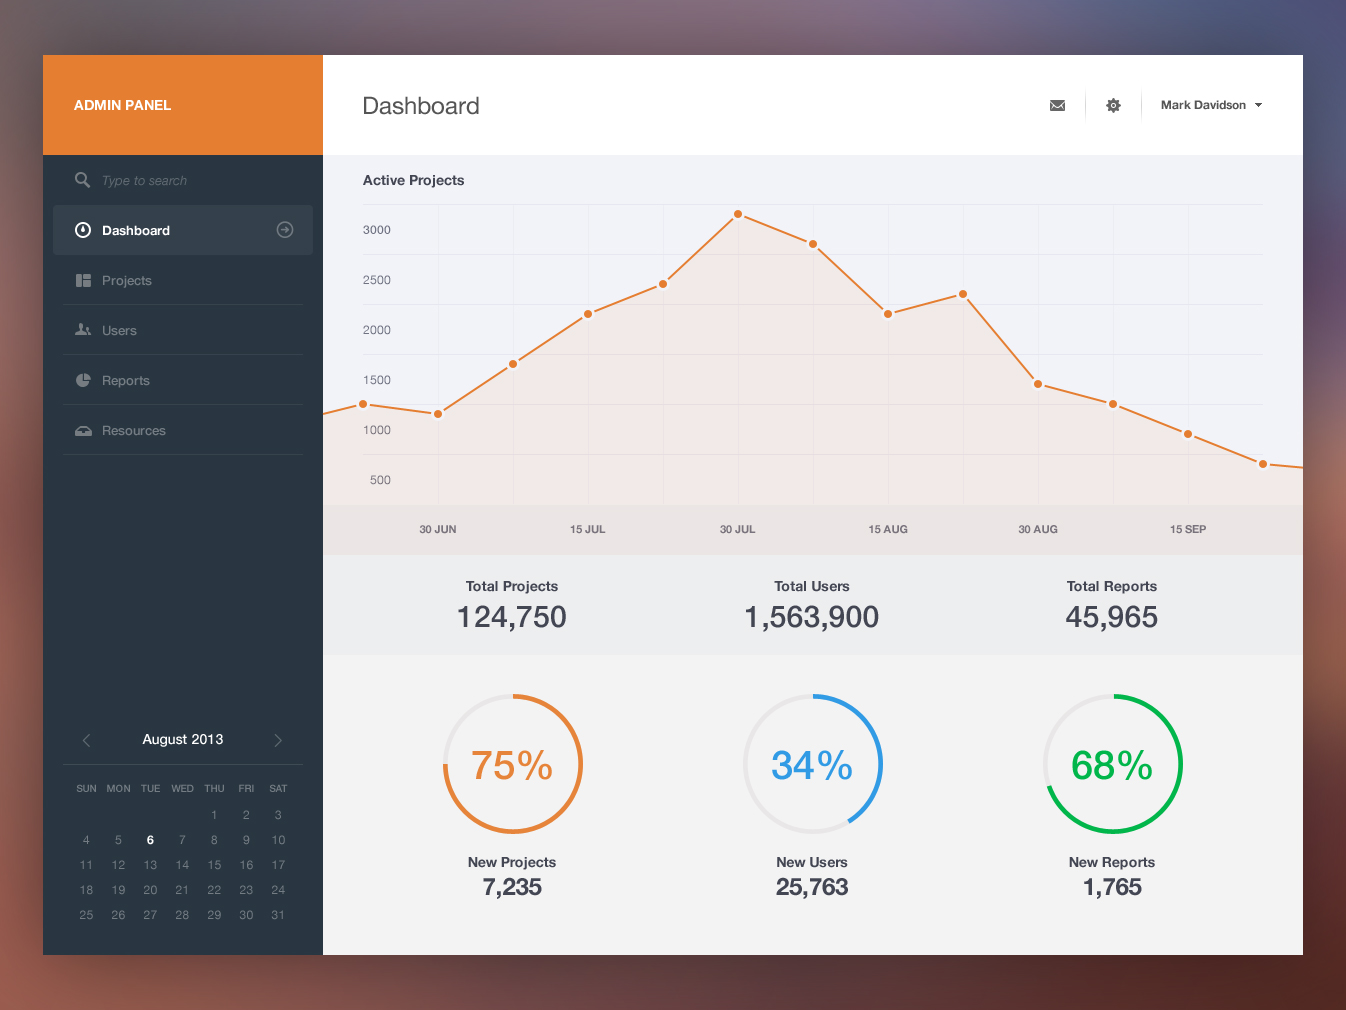 ADMIN PANEL
Dashboard
Mark Davidson
Type to search
Dashboard
Projects
Users
Reports
Resources
August 2013
SUN MON TUE WED THU FRI SAT
1 2 3
4 5 6 7 8 9 10
11 12 13 14 15 16 17
18 19 20 21 22 23 24
25 26 27 28 29 30 31
Active Projects
3000
2500
2000
1500
1000
500
30 JUN 15 JUL 30 JUL 15 AUG 30 AUG 15 SEP
Total Projects Total Users Total Reports
124,750 1,563,900 45,965
75% 34% 68%
New Projects New Users New Reports
7,235 25,763 1,765